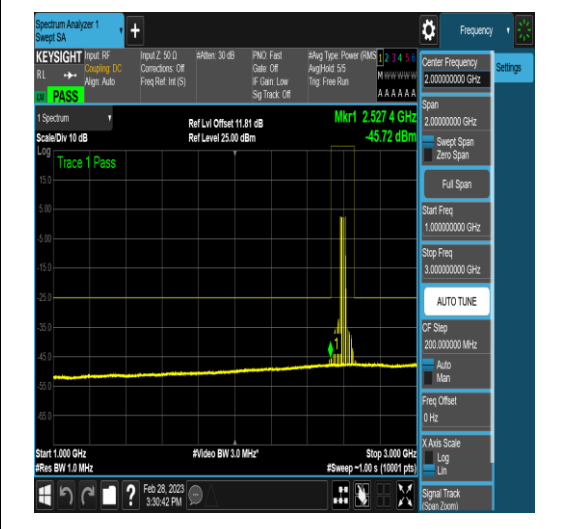 Spectrum Analyzer 1
Swept SA
+
Frequency
KEYSIGHT
RL
PASS
Input: RF
Coupling: DC
Align: Auto
Input Z: 50 Ω
Corrections: Off
Freq Ref: Int (S)
#Atten: 30 dB
PNO: Fast
Gate: Off
IF Gain: Low
Sig Track: Off
#Avg Type: Power (RMS
Avg|Hold: 5/5
Trig: Free Run
1 2 3 4 5 6
M w w w w w
A A A A A A
1 Spectrum
Scale/Div 10 dB
Ref Lvl Offset 11.81 dB
Ref Level 25.00 dBm
Mkr1 2.527 4 GHz
-45.72 dBm
Log
Trace 1 Pass
15.0
5.00
-5.00
-15.0
-25.0
-35.0
-45.0
-55.0
-65.0
1
Start 1.000 GHz
#Res BW 1.0 MHz
#Video BW 3.0 MHz*
Stop 3.000 GHz
#Sweep ~1.00 s (10001 pts)
Feb 28, 2023
3:30:42 PM
?
Center Frequency
2.000000000 GHz
Span
2.00000000 GHz
Swept Span
Zero Span
Full Span
Start Freq
1.000000000 GHz
Stop Freq
3.000000000 GHz
AUTO TUNE
CF Step
200.000000 MHz
Auto
Man
Freq Offset
0 Hz
X Axis Scale
Log
Lin
Signal Track
(Span Zoom)
Settings